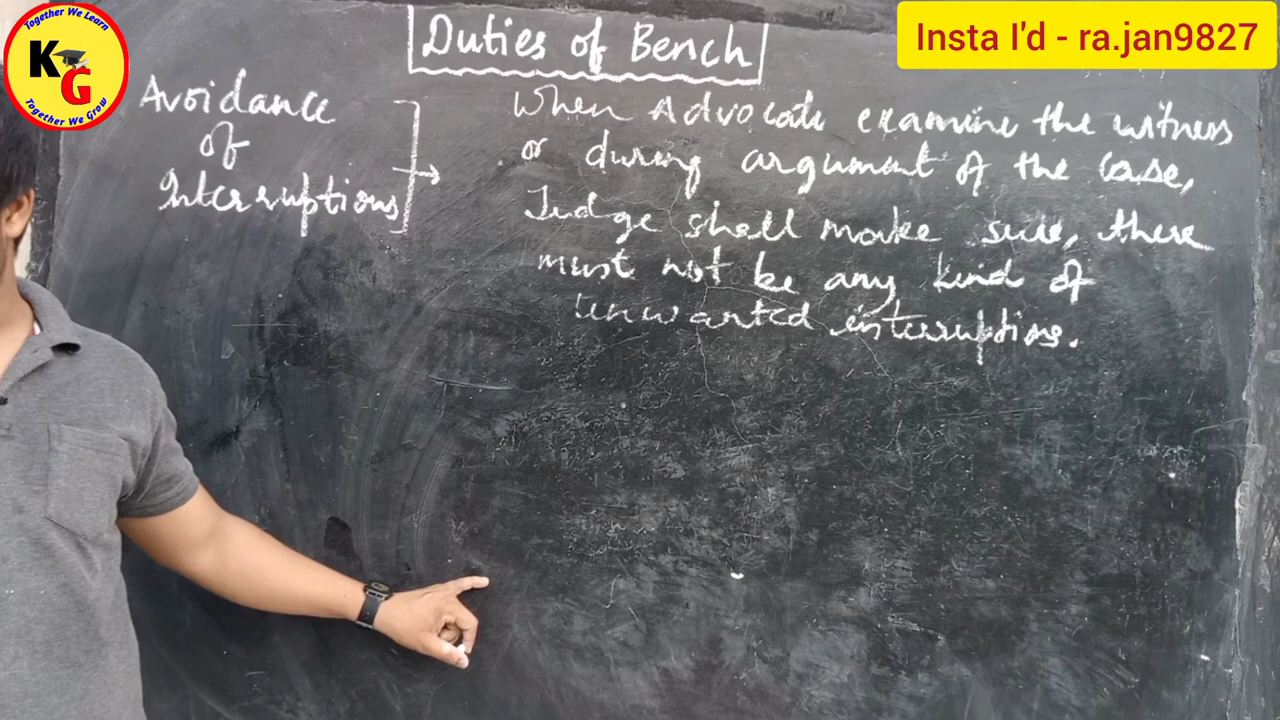 Together We Learn
K G
Together We Grow
Insta I'd - ra.jan9827
Duties of Bench
Avoidance
of
Interruptions
When Advocate examine the witness
or during argument of the case,
Judge shall make sure, there
must not be any kind of
unwanted interruptions.